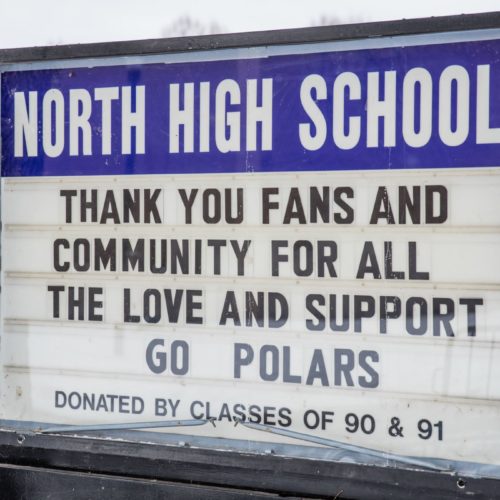 NORTH HIGH SCHOOL
THANK YOU FANS AND
COMMUNITY FOR ALL
THE LOVE AND SUPPORT
GO POLARS
DONATED BY CLASSES OF 90 & 91